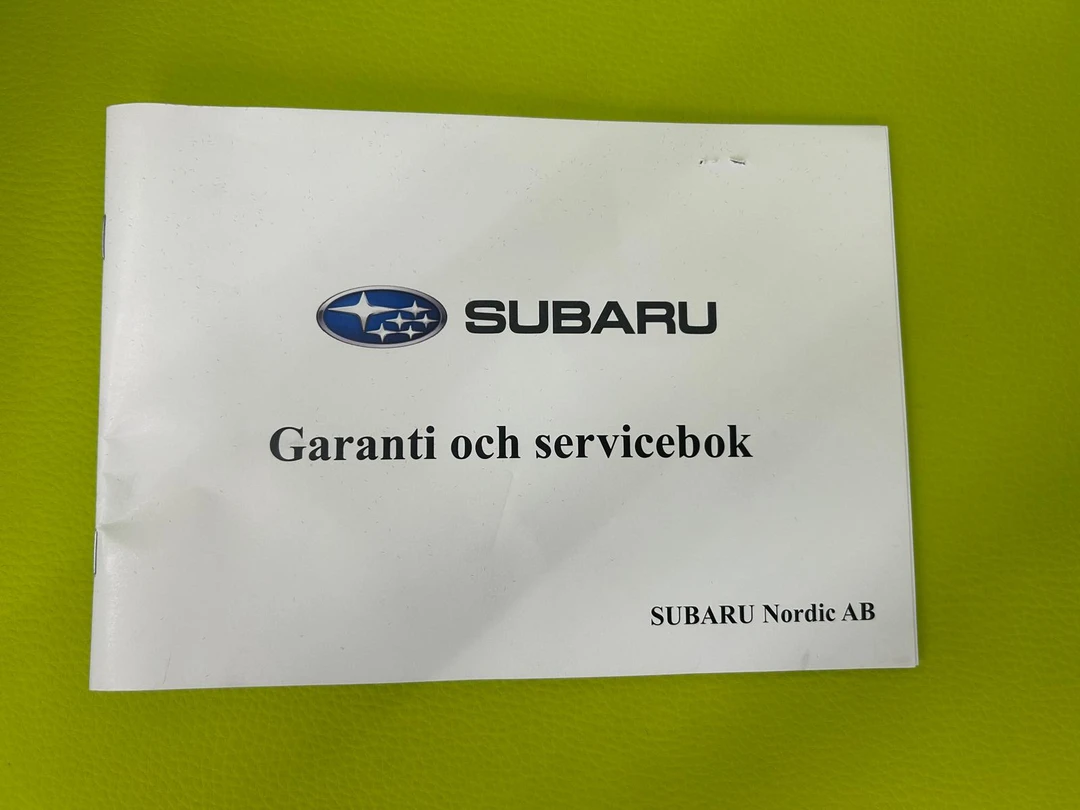 SUBARU
Garanti och servicebok
SUBARU Nordic AB